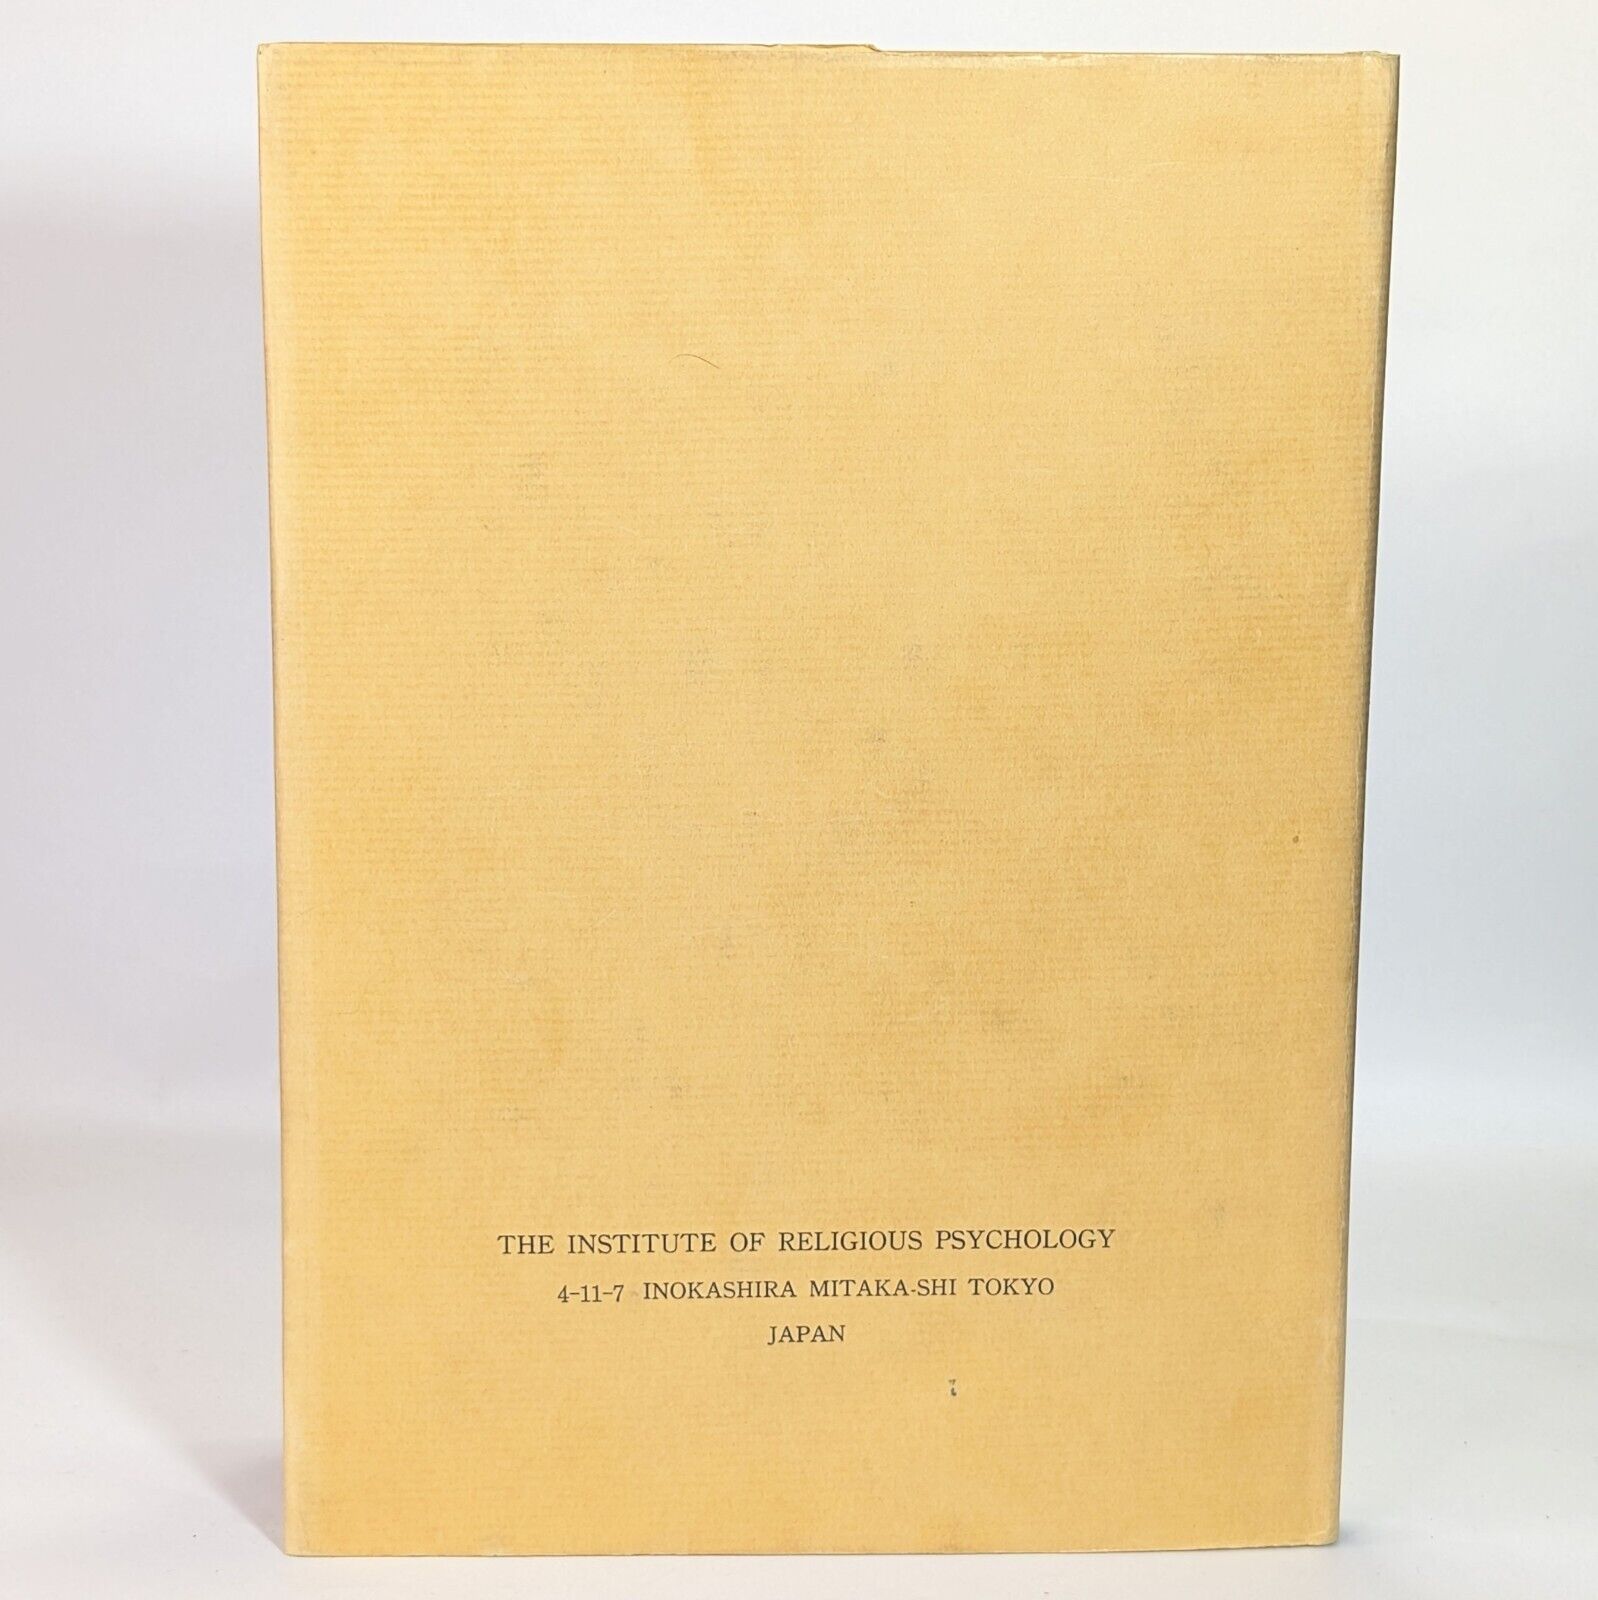 THE INSTITUTE OF RELIGIOUS PSYCHOLOGY
4-11-7 INOKASHIRA MITAKA-SHI TOKYO
JAPAN